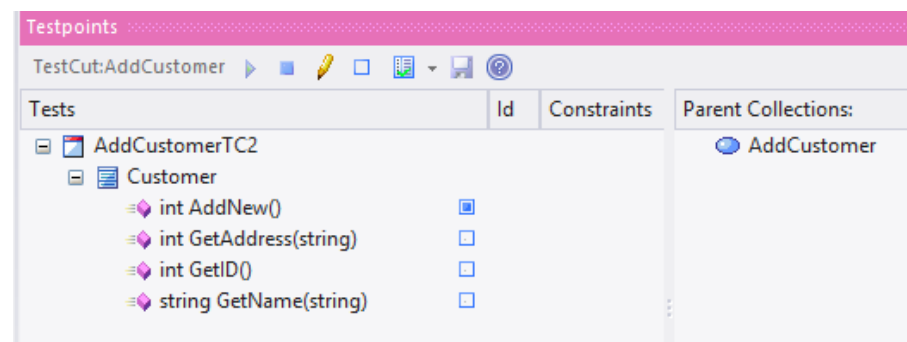 Testpoints
TestCut:AddCustomer
Tests Id Constraints Parent Collections:
AddCustomerTC2 AddCustomer
Customer
int AddNew()
int GetAddress(string)
int GetID()
string GetName(string)